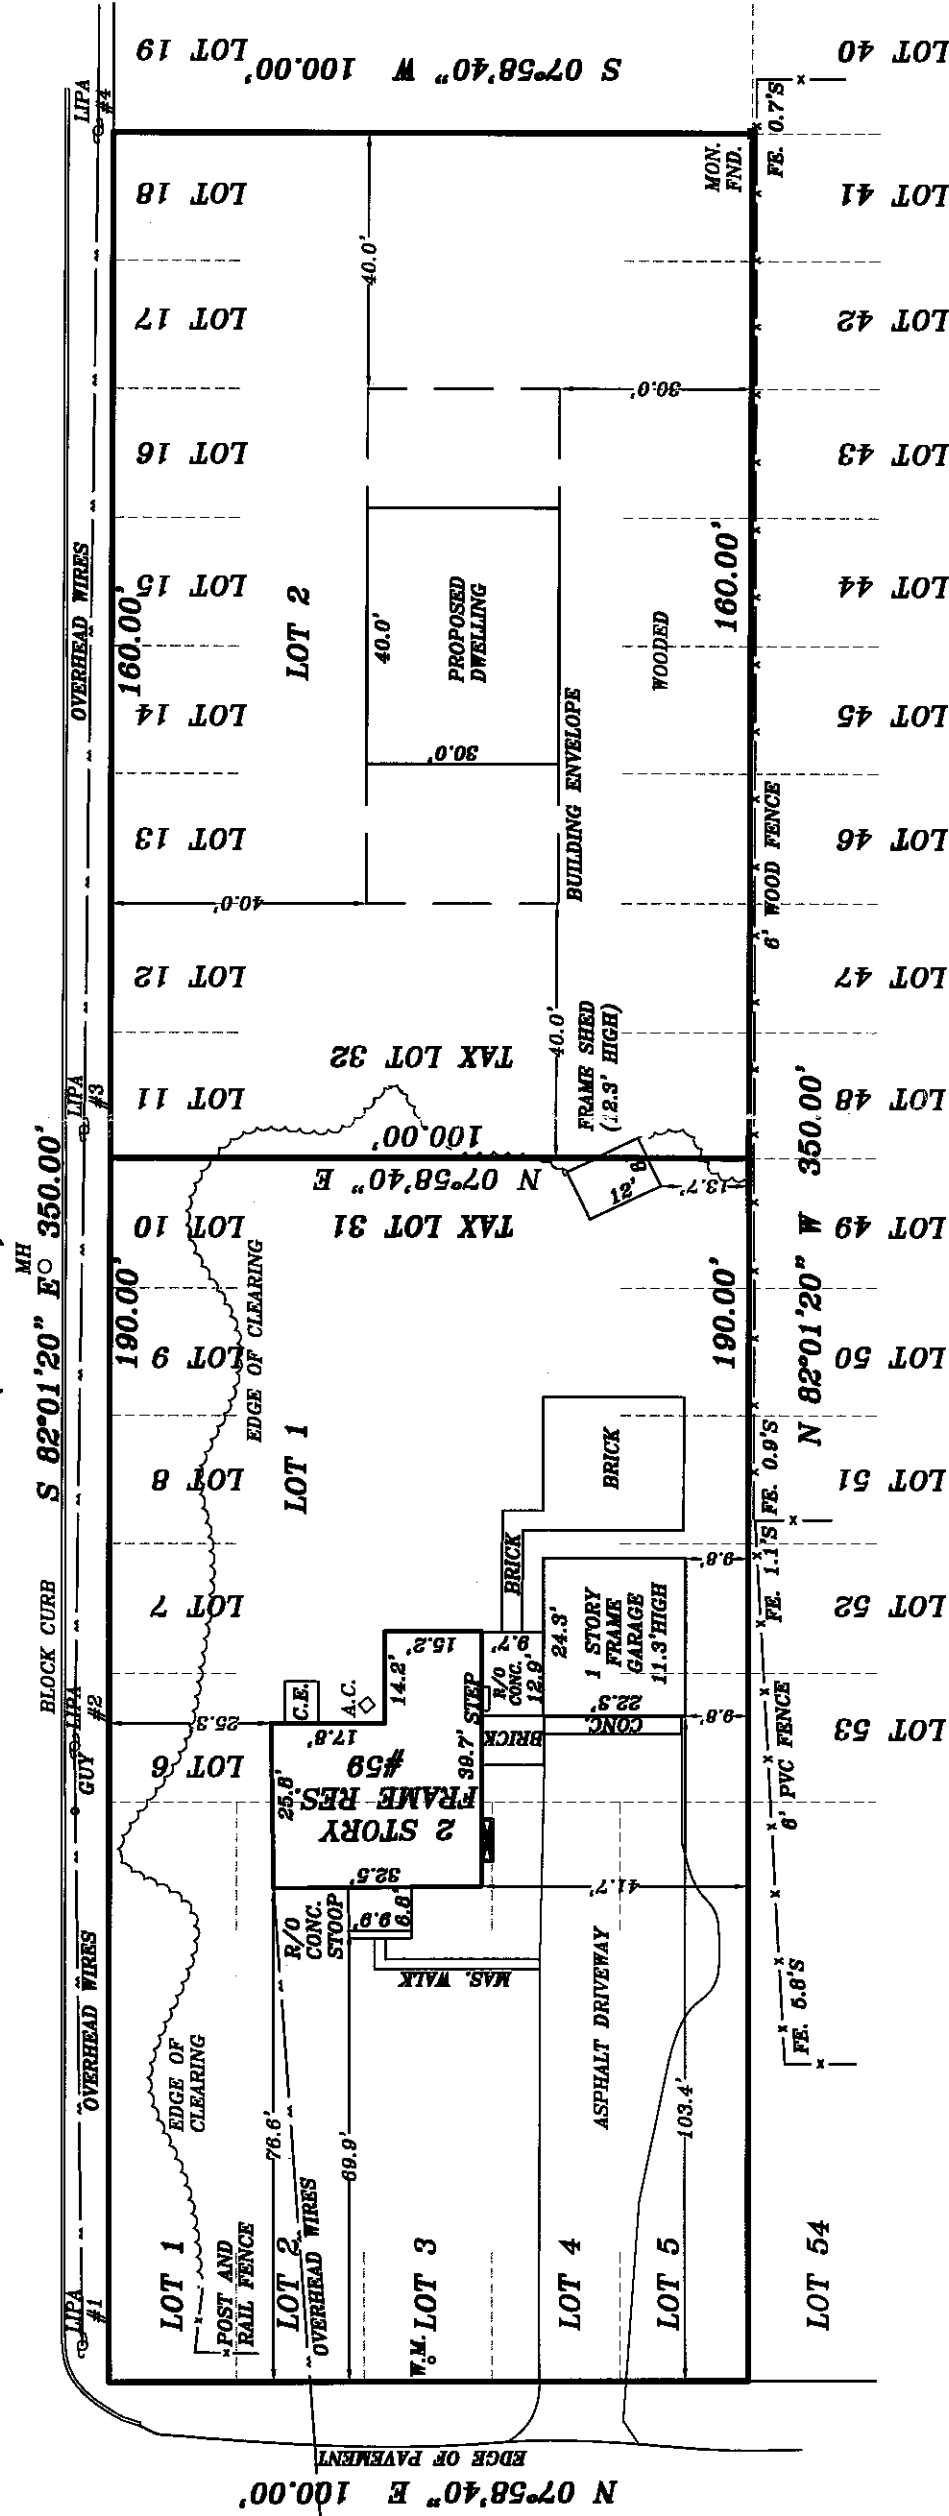 LOT 19
S 07°58'40" W 100.00'
LOT 40
LIPA
#4
LOT 18
MON.
FND.
FE. 0.7'S
LOT 41
40.0'
LOT 17
LOT 42
30.0'
LOT 16
LOT 43
OVERHEAD WIRES
160.00'
LOT 15
LOT 2
40.0'
PROPOSED
DWELLING
WOODED
160.00'
LOT 44
LOT 14
30.0'
BUILDING ENVELOPE
LOT 45
LOT 13
6' WOOD FENCE
LOT 46
40.0'
LOT 12
LOT 47
TAX LOT 32
40.0'
FRAME SHED
(12.3' HIGH)
LIPA
#3
LOT 11
100.00'
LOT 48
N 07°58'40" E
12'
8'
13.7'
TAX LOT 31
LOT 10
LOT 49
MH
S 82°01'20" E 350.00'
N 82°01'20" W 350.00'
190.00'
EDGE OF CLEARING
190.00'
LOT 9
LOT 50
LOT 1
BRICK
LOT 8
FE. 0.9'S
LOT 51
BLOCK CURB
BRICK
9.8'
FE. 1.1'S
LOT 7
15.2'
9.7'
24.3'
1 STORY
FRAME
GARAGE
11.3'HIGH
LOT 52
LIPA
#2
GUY
25.3'
C.E.
A.C.
14.2'
STEP
R/O
CONC.
12.9'
22.3'
CONC.
9.8'
17.8'
BRICK
LOT 53
LOT 6
25.8'
#59
FRAME RES.
2 STORY
39.7'
6' PVC FENCE
32.5'
41.7'
R/O
CONC.
STOOP
9.9'
6.8'
MAS. WALK
OVERHEAD WIRES
EDGE OF
CLEARING
ASPHALT DRIVEWAY
FE. 5.8'S
76.6'
69.9'
103.4'
LIPA
#1
LOT 1
POST AND
RAIL FENCE
LOT 2
OVERHEAD WIRES
W.M.
LOT 3
LOT 4
LOT 5
LOT 54
EDGE OF PAVEMENT
N 07°58'40" E 100.00'